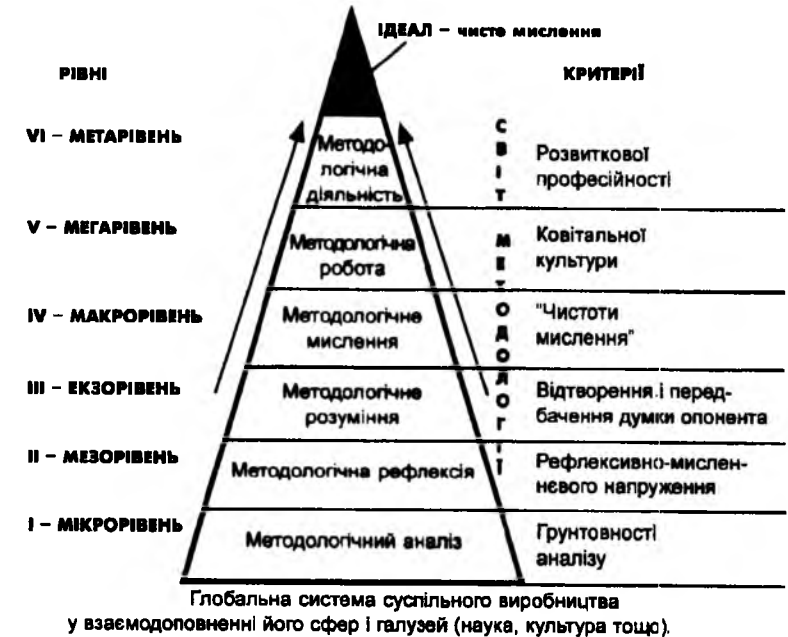 ІДЕАЛ – чисте мислення
РІВНІ
КРИТЕРІЇ
VI – МЕТАРІВЕНЬ
Методо-
логічна
діяльність
Розвиткової
професійності
V – МЕГАРІВЕНЬ
Методологічна
робота
Ковітальної
культури
IV – МАКРОРІВЕНЬ
Методологічне
мислення
"Чистоти
мислення"
III – ЕКЗОРІВЕНЬ
Методологічне
розуміння
Відтворення і перед-
бачення думки опонента
II – МЕЗОРІВЕНЬ
Методологічна рефлексія
Рефлексивно-мислен-
нєвого напруження
I – МІКРОРІВЕНЬ
Методологічний аналіз
Грунтовності
аналізу
СВІТ МЕТОДОЛОГІЇ
Глобальна система суспільного виробництва
у взаємодоповненні його сфер і галузей (наука, культура тощо).